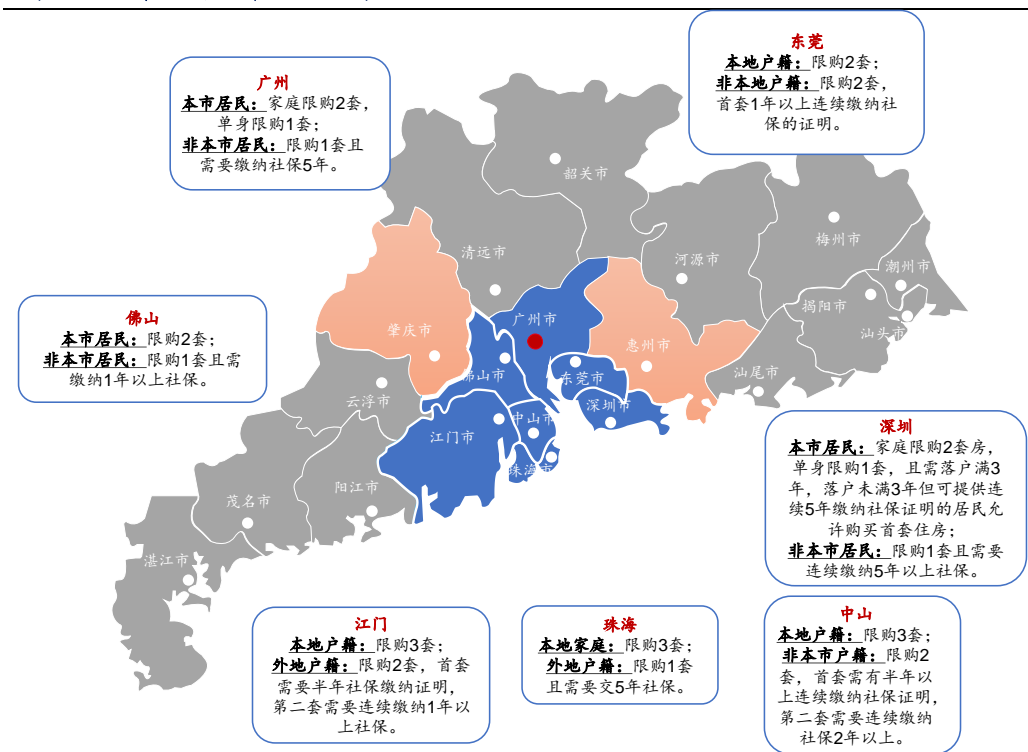 东莞
本地户籍：限购2套；
非本地户籍：限购2套，
首套1年以上连续缴纳社
保的证明。
广州
本市居民：家庭限购2套，
单身限购1套；
非本市居民：限购1套且
需要缴纳社保5年。
韶关市
清远市
河源市
梅州市
潮州市
揭阳市
汕头市
汕尾市
广州市
惠州市
肇庆市
佛山市
东莞市
深圳市
中山市
江门市
珠海市
云浮市
阳江市
茂名市
湛江市
佛山
本市居民：限购2套；
非本市居民：限购1套且需
缴纳1年以上社保。
深圳
本市居民：家庭限购2套房，
单身限购1套，且需落户满3
年，落户未满3年但可提供连
续5年缴纳社保证明的居民允
许购买首套住房；
非本市居民：限购1套且需要
连续缴纳5年以上社保。
江门
本地户籍：限购3套；
外地户籍：限购2套，首套
需要半年社保缴纳证明，
第二套需要连续缴纳1年以
上社保。
珠海
本地家庭：限购3套；
外地户籍：限购1套
且需要交5年社保。
中山
本地户籍：限购3套；
非本市户籍：限购2
套，首套需有半年以
上连续缴纳社保证明，
第二套需要连续缴纳
社保2年以上。